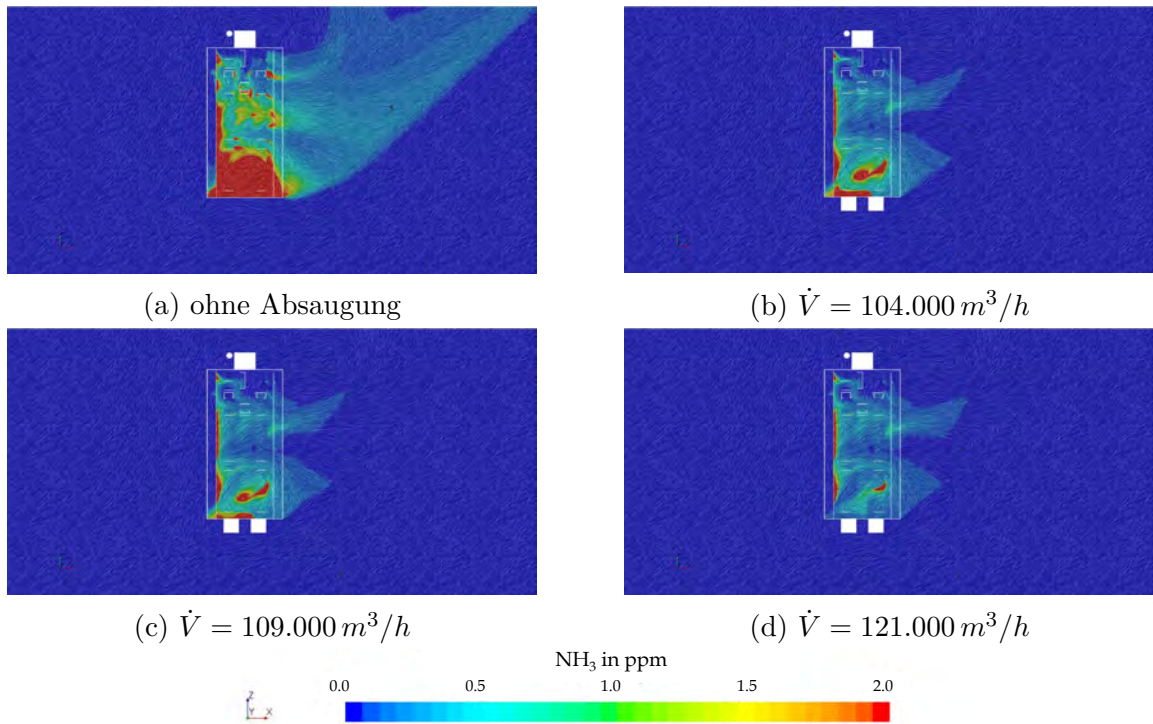 (a) ohne Absaugung
(b) V̇ = 104.000 m³/h
(c) V̇ = 109.000 m³/h
(d) V̇ = 121.000 m³/h
NH₃ in ppm
0.0 0.5 1.0 1.5 2.0
Z
Y X